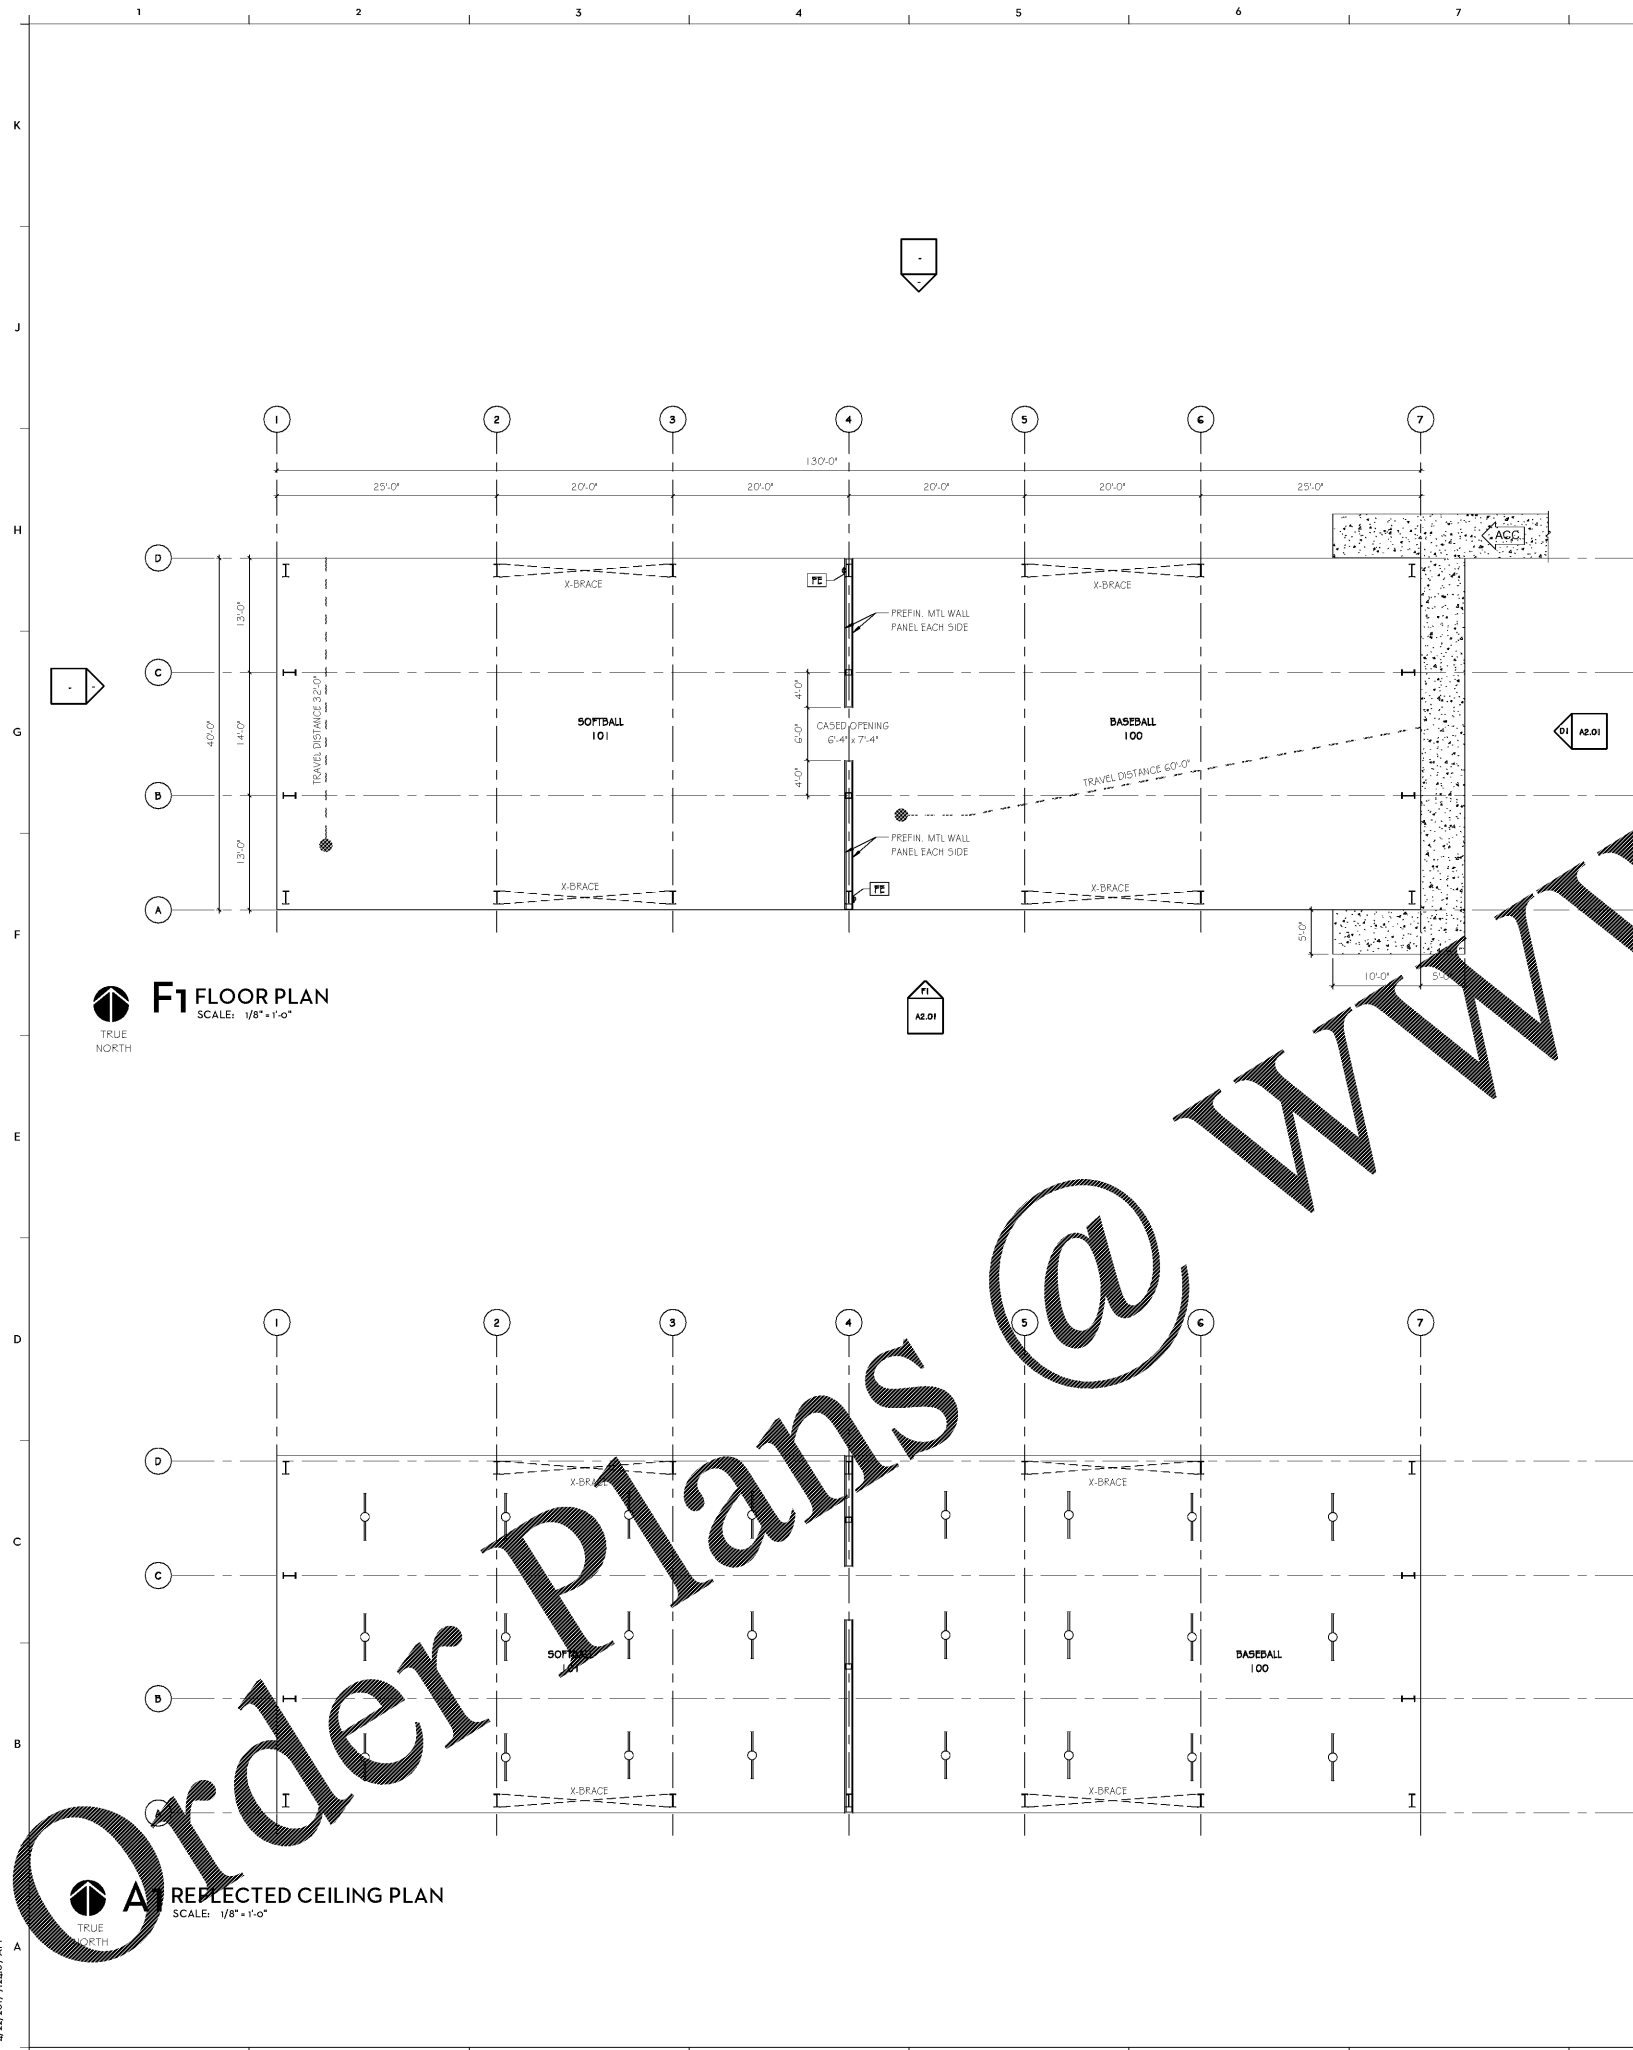 1 2 3 4 5 6 7
K
J
H
G
F
E
D
C
B
A
1 2 3 4 5 6 7
130'-0"
25'-0" 20'-0" 20'-0" 20'-0" 20'-0" 25'-0"
ACC
D
C
B
A
X-BRACE
X-BRACE
FE
PREFIN. MTL WALL
PANEL EACH SIDE
13'-0"
14'-0"
13'-0"
40'-0"
TRAVEL DISTANCE 32'-0"
SOFTBALL
101
4'-0"
6'-0"
4'-0"
CASED OPENING
6'-4" x 7'-4"
BASEBALL
100
TRAVEL DISTANCE 60'-0"
D1 A2.01
PREFIN. MTL WALL
PANEL EACH SIDE
X-BRACE
X-BRACE
FE
5'-0"
10'-0"
F1
A2.01
F1 FLOOR PLAN
SCALE: 1/8" = 1'-0"
TRUE
NORTH
1 2 3 4 5 6 7
D
C
B
A
X-BRACE
X-BRACE
SOFTBALL
101
BASEBALL
100
X-BRACE
X-BRACE
A1 REFLECTED CEILING PLAN
SCALE: 1/8" = 1'-0"
TRUE
NORTH
Order Plans @ WWW